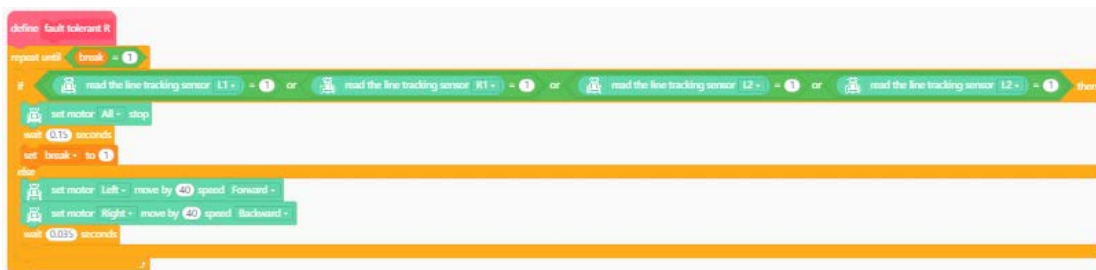 define fault tolerant R
repeat until break = 1
if read the line tracking sensor L1 = 1 or read the line tracking sensor R1 = 1 or read the line tracking sensor L2 = 1 or read the line tracking sensor L2 = 1 then
set motor All stop
wait 0.15 seconds
set break to 1
else
set motor Left move by 40 speed Forward
set motor Right move by 40 speed Backward
wait 0.035 seconds